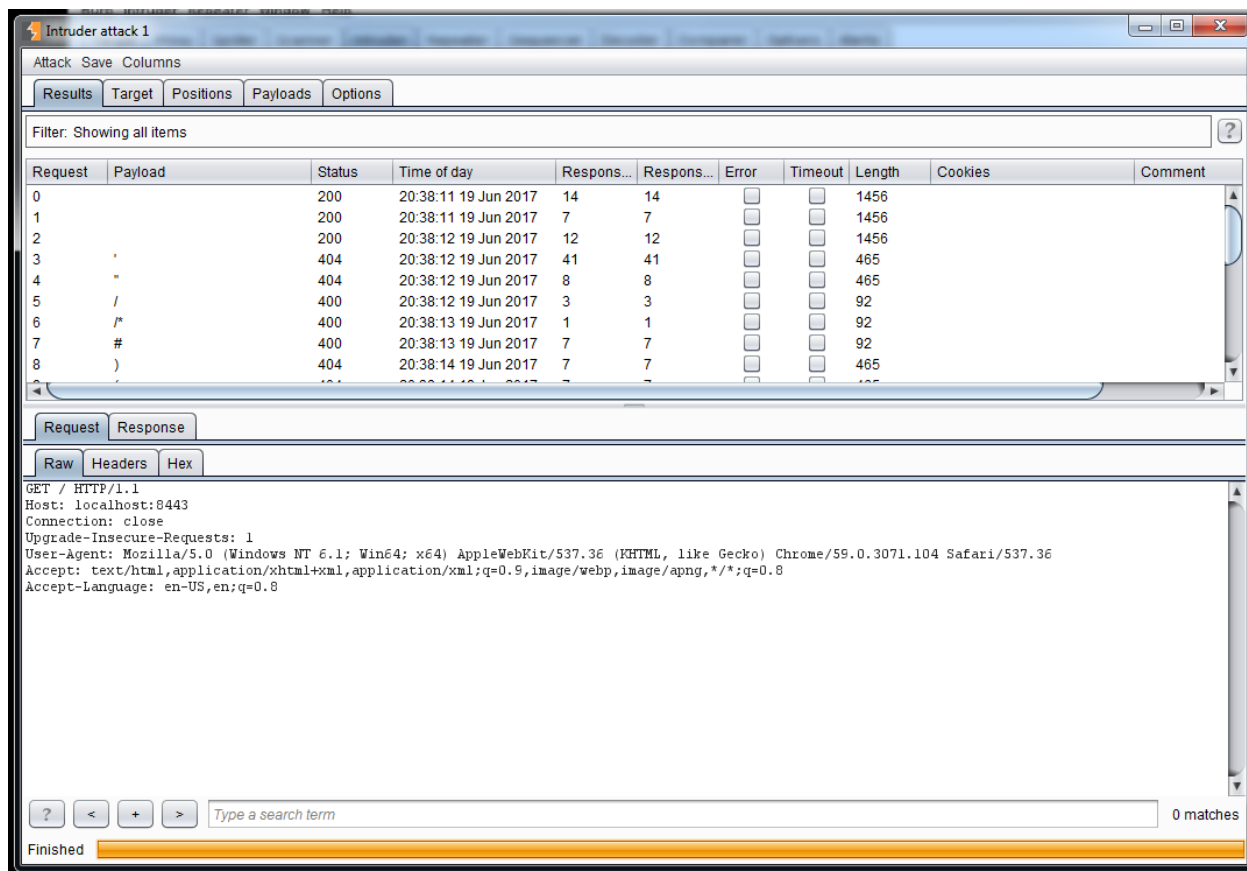 Intruder attack 1
Attack Save Columns
Results Target Positions Payloads Options
Filter: Showing all items
?
Request Payload Status Time of day Respons... Respons... Error Timeout Length Cookies Comment
0 200 20:38:11 19 Jun 2017 14 14 1456
1 200 20:38:11 19 Jun 2017 7 7 1456
2 200 20:38:12 19 Jun 2017 12 12 1456
3 ' 404 20:38:12 19 Jun 2017 41 41 465
4 " 404 20:38:12 19 Jun 2017 8 8 465
5 / 400 20:38:12 19 Jun 2017 3 3 92
6 /* 400 20:38:13 19 Jun 2017 1 1 92
7 # 400 20:38:13 19 Jun 2017 7 7 92
8 ) 404 20:38:14 19 Jun 2017 7 7 465
Request Response
Raw Headers Hex
GET / HTTP/1.1
Host: localhost:8443
Connection: close
Upgrade-Insecure-Requests: 1
User-Agent: Mozilla/5.0 (Windows NT 6.1; Win64; x64) AppleWebKit/537.36 (KHTML, like Gecko) Chrome/59.0.3071.104 Safari/537.36
Accept: text/html,application/xhtml+xml,application/xml;q=0.9,image/webp,image/apng,*/*;q=0.8
Accept-Language: en-US,en;q=0.8
? < + > Type a search term 0 matches
Finished